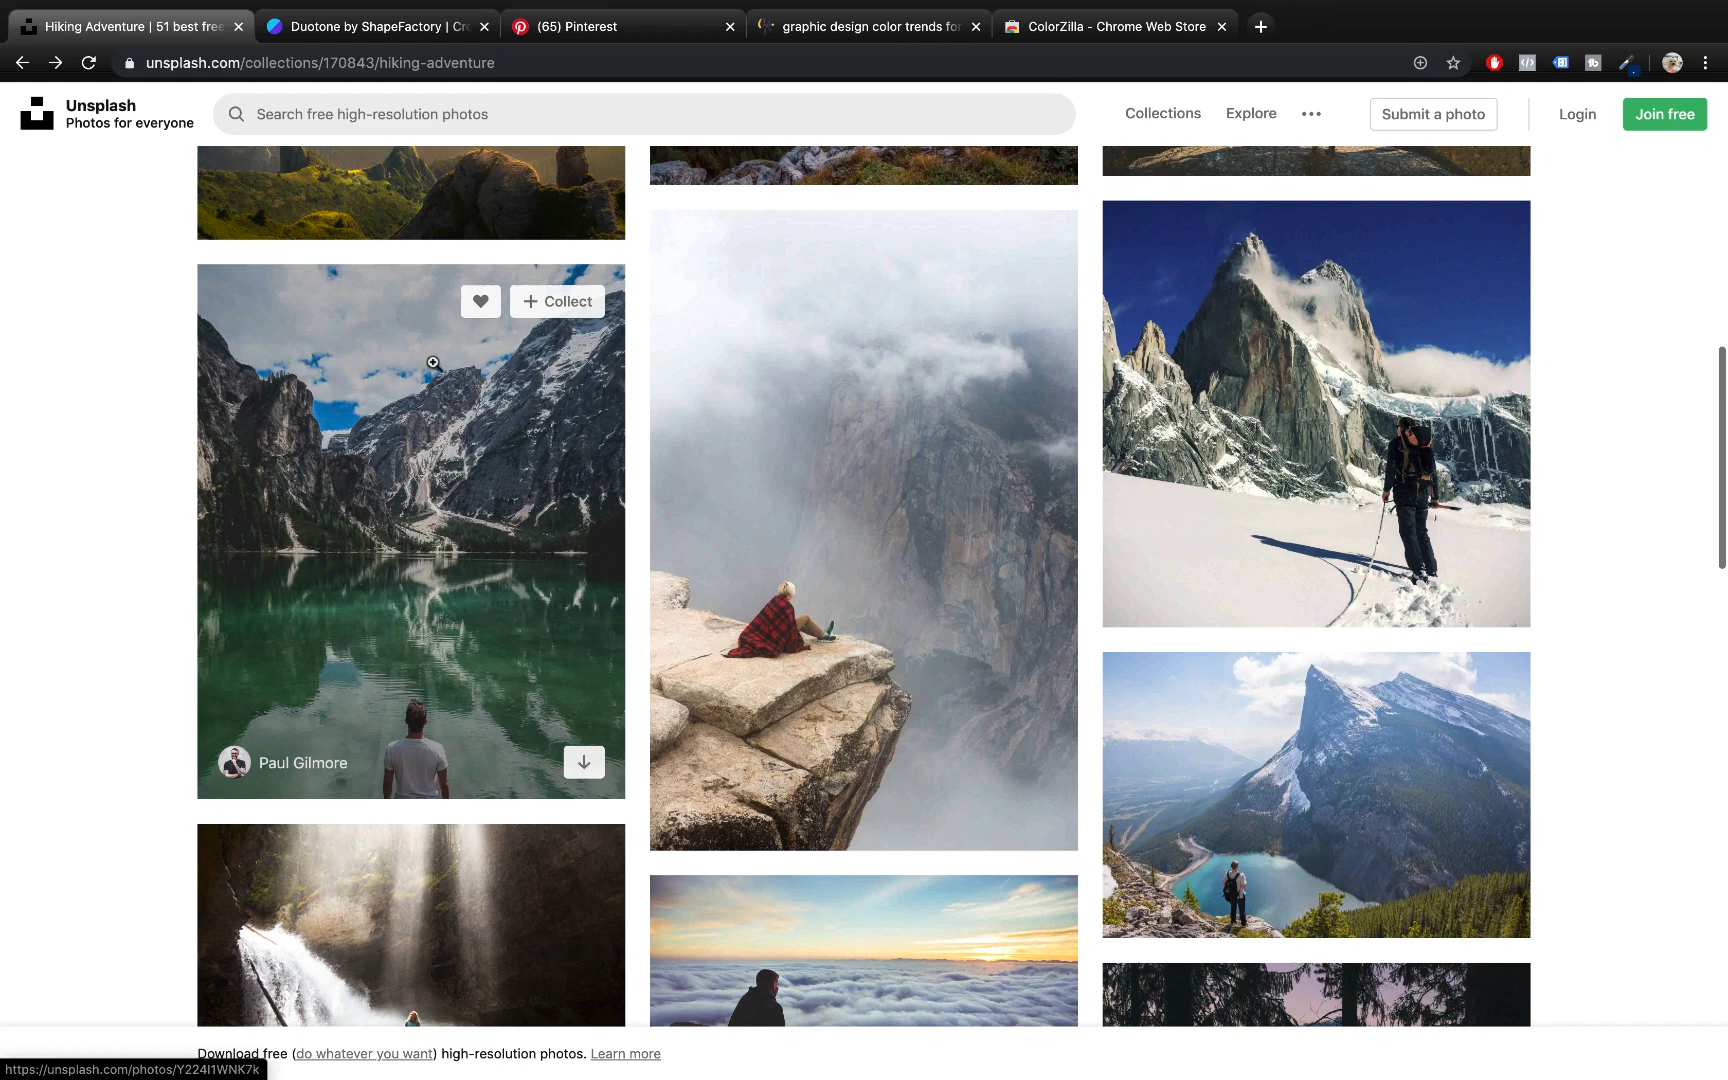 Hiking Adventure | 51 best free
Duotone by ShapeFactory | Cre
(65) Pinterest
graphic design color trends for
ColorZilla - Chrome Web Store
unsplash.com/collections/170843/hiking-adventure
Unsplash
Photos for everyone
Search free high-resolution photos
Collections
Explore
Submit a photo
Login
Join free
Collect
Paul Gilmore
Download free (do whatever you want) high-resolution photos. Learn more
https://unsplash.com/photos/Y224I1WNK7k